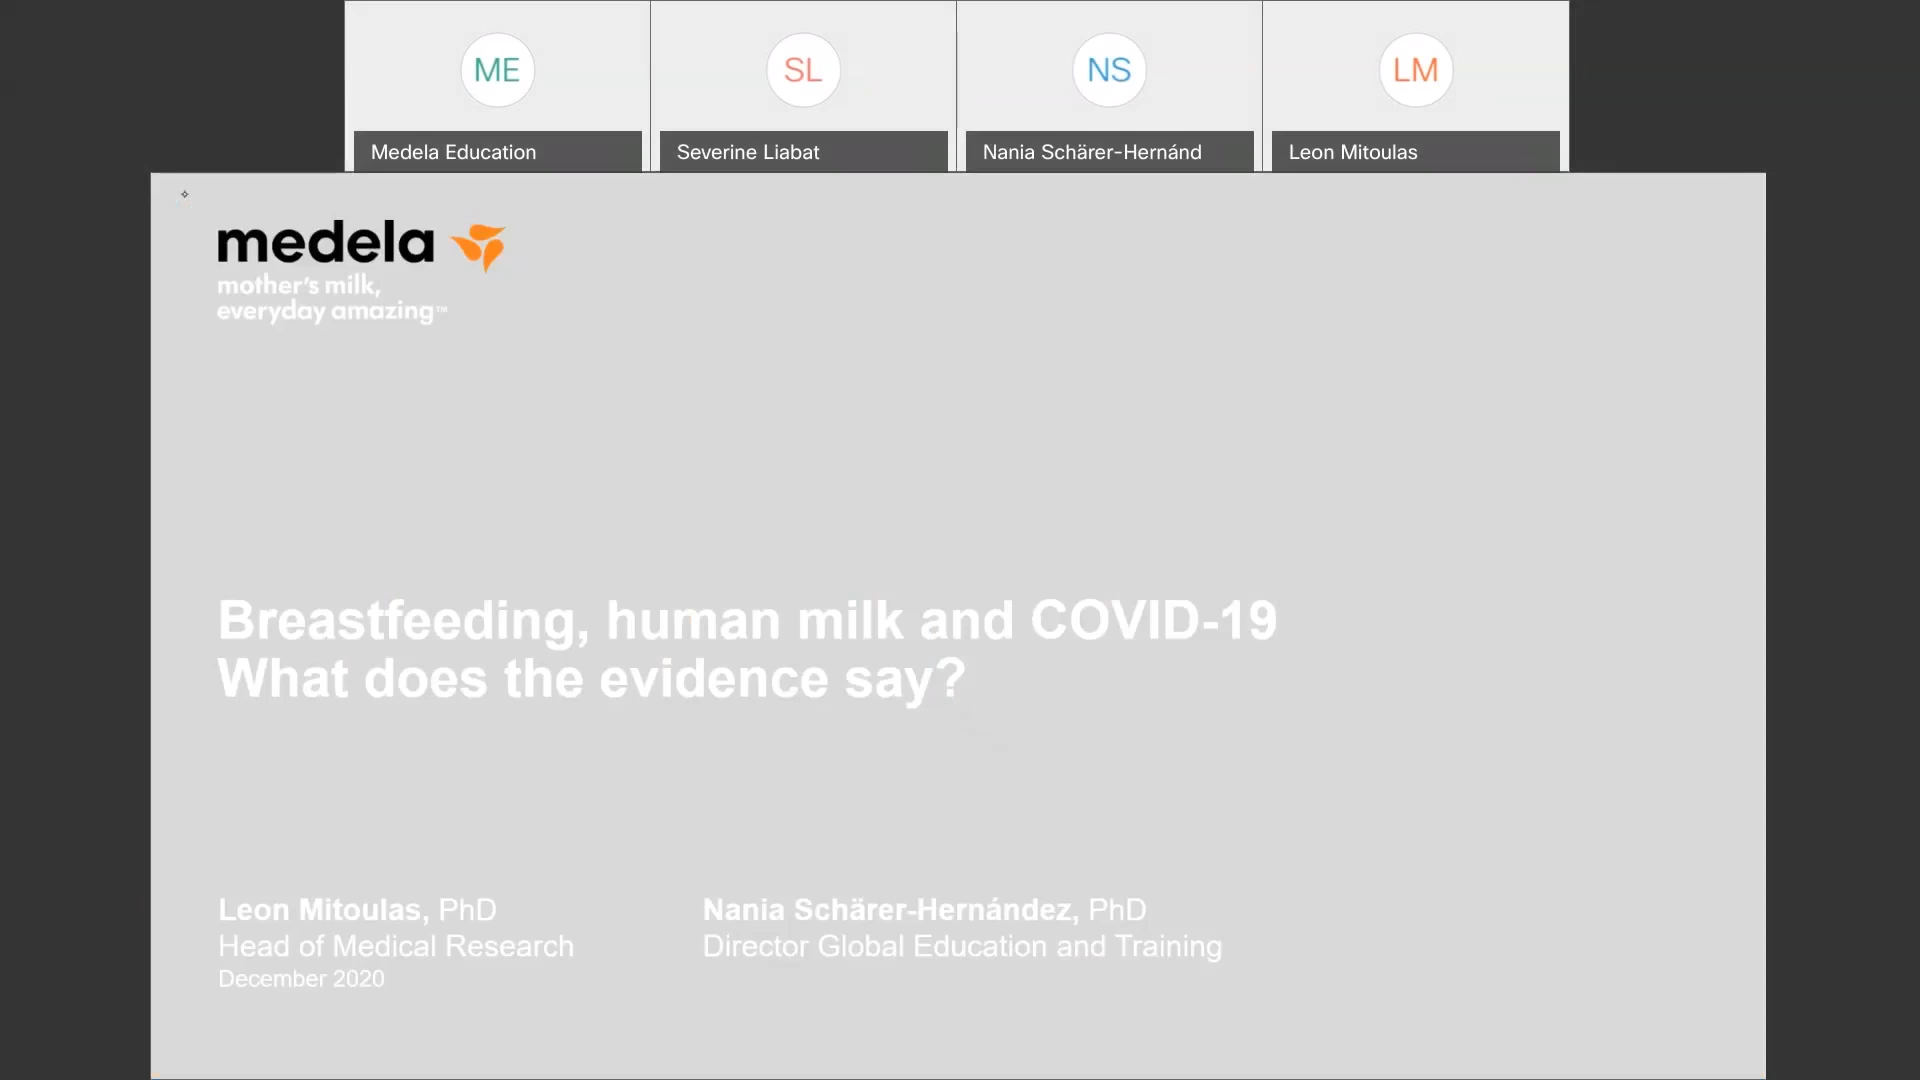 ME
SL
NS
LM
Medela Education
Severine Liabat
Nania Schärer-Hernánd
Leon Mitoulas
medela
mother's milk,
everyday amazing™
Breastfeeding, human milk and COVID-19
What does the evidence say?
Leon Mitoulas, PhD
Head of Medical Research
December 2020
Nania Schärer-Hernández, PhD
Director Global Education and Training